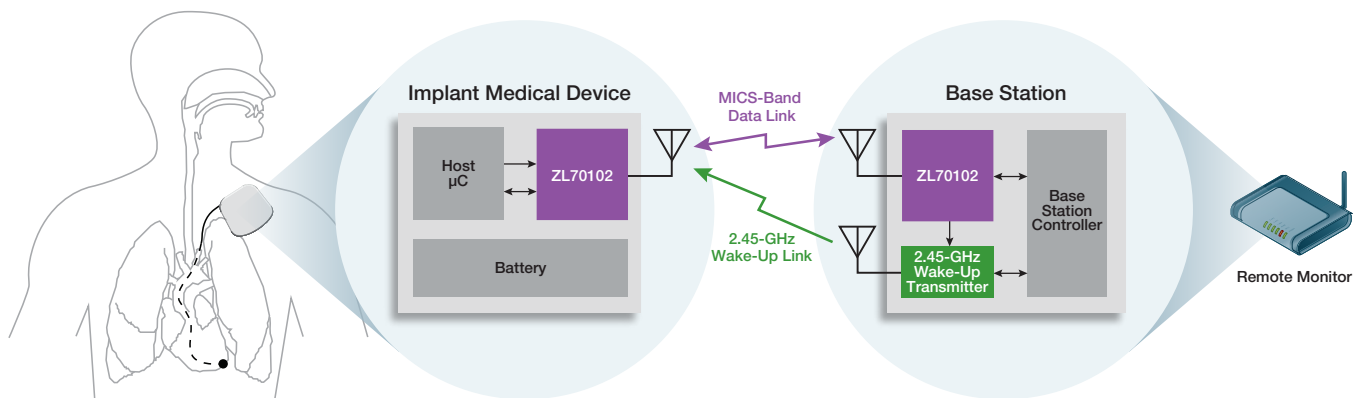 Implant Medical Device
Host
µC
ZL70102
Battery
MICS-Band
Data Link
2.45-GHz
Wake-Up Link
Base Station
ZL70102
2.45-GHz
Wake-Up
Transmitter
Base
Station
Controller
Remote Monitor